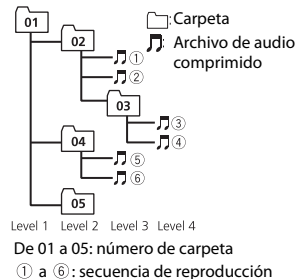 01
Carpeta
02
Archivo de audio
comprimido
①
②
03
③
④
04
⑤
⑥
05
Level 1 Level 2 Level 3 Level 4
De 01 a 05: número de carpeta
① a ⑥: secuencia de reproducción